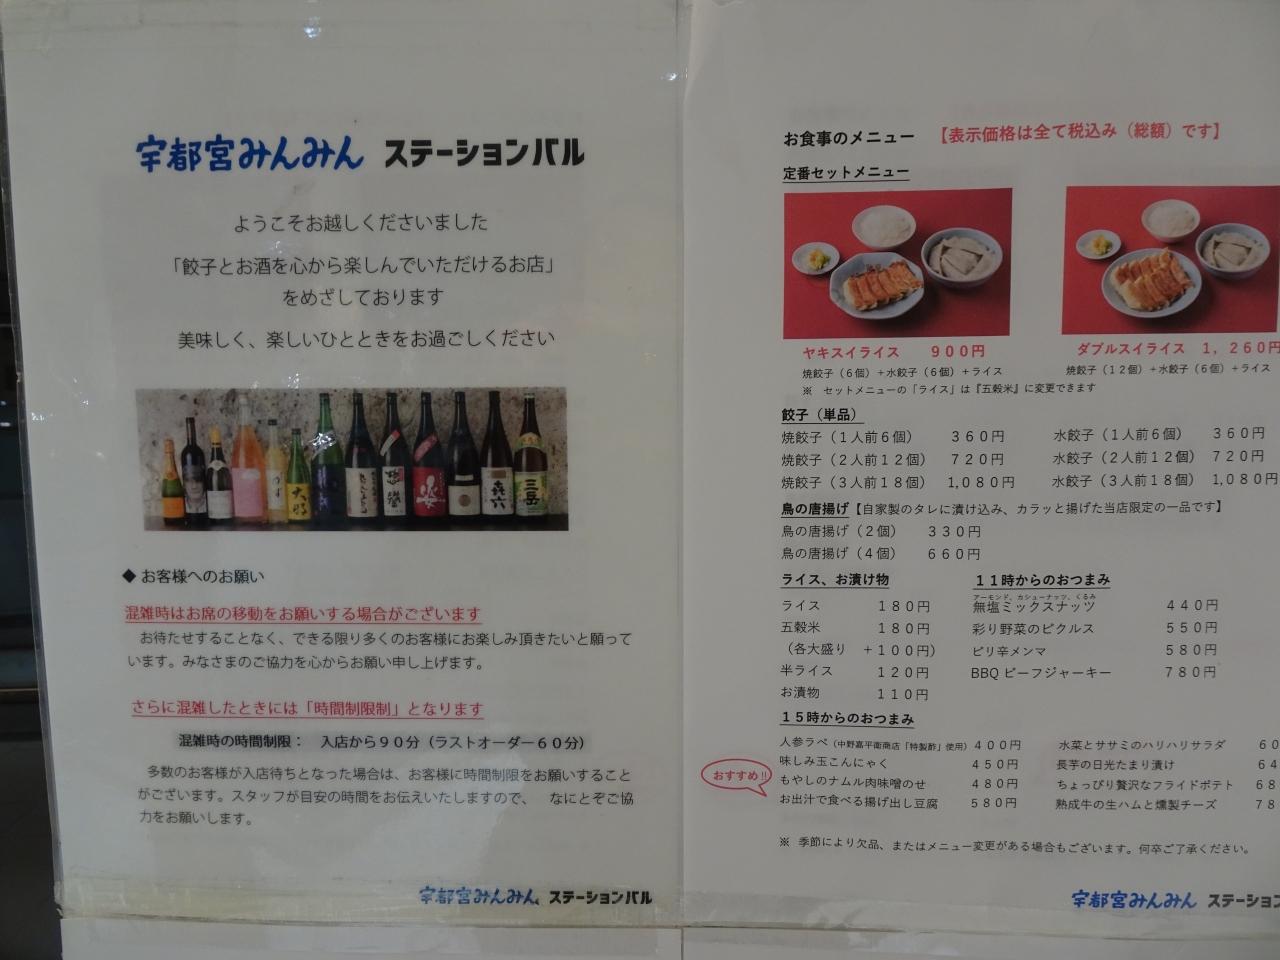 宇都宮みんみん ステーションバル
ようこそお越しくださいました
「餃子とお酒を心から楽しんでいただけるお店」
をめざしております
美味しく、楽しいひとときをお過ごしください
喜六
三岳
◆ お客様へのお願い
混雑時はお席の移動をお願いする場合がございます
お待たせすることなく、できる限り多くのお客様にお楽しみ頂きたいと願って
います。みなさまのご協力を心からお願い申し上げます。
さらに混雑したときには「時間制限制」となります
混雑時の時間制限： 入店から９０分（ラストオーダー６０分）
多数のお客様が入店待ちとなった場合は、お客様に時間制限をお願いすること
がございます。スタッフが目安の時間をお伝えいたしますので、 なにとぞご協
力をお願いします。
宇都宮みんみん ステーションバル
お食事のメニュー 【表示価格は全て税込み（総額）です】
定番セットメニュー
ヤキスイライス ９００円 ダブルスイライス １，２６０円
焼餃子（６個）＋水餃子（６個）＋ライス 焼餃子（１２個）＋水餃子（６個）＋ライス
※ セットメニューの「ライス」は『五穀米』に変更できます
餃子（単品）
焼餃子（１人前６個） ３６０円 水餃子（１人前６個） ３６０円
焼餃子（２人前１２個） ７２０円 水餃子（２人前１２個） ７２０円
焼餃子（３人前１８個） １,０８０円 水餃子（３人前１８個） １,０８０円
鳥の唐揚げ【自家製のタレに漬け込み、カラッと揚げた当店限定の一品です】
鳥の唐揚げ（２個） ３３０円
鳥の唐揚げ（４個） ６６０円
ライス、お漬け物
ライス １８０円
五穀米 １８０円
（各大盛り ＋１００円）
半ライス １２０円
お漬物 １１０円
１１時からのおつまみ
アーモンド、カシューナッツ、くるみ
無塩ミックスナッツ ４４０円
彩り野菜のピクルス ５５０円
ピリ辛メンマ ５８０円
BBQ ビーフジャーキー ７８０円
１５時からのおつまみ
人参ラペ（中野嘉平衛商店「特製酢」使用）４００円 水菜とササミのハリハリサラダ ６０
味しみ玉こんにゃく ４５０円 長芋の日光たまり漬け ６４
おすすめ!!
もやしのナムル肉味噌のせ ４８０円 ちょっぴり贅沢なフライドポテト ６８
お出汁で食べる揚げ出し豆腐 ５８０円 熟成牛の生ハムと燻製チーズ ７８
※ 季節により欠品、またはメニュー変更がある場合もございます。何卒ご了承ください。
宇都宮みんみん ステーション